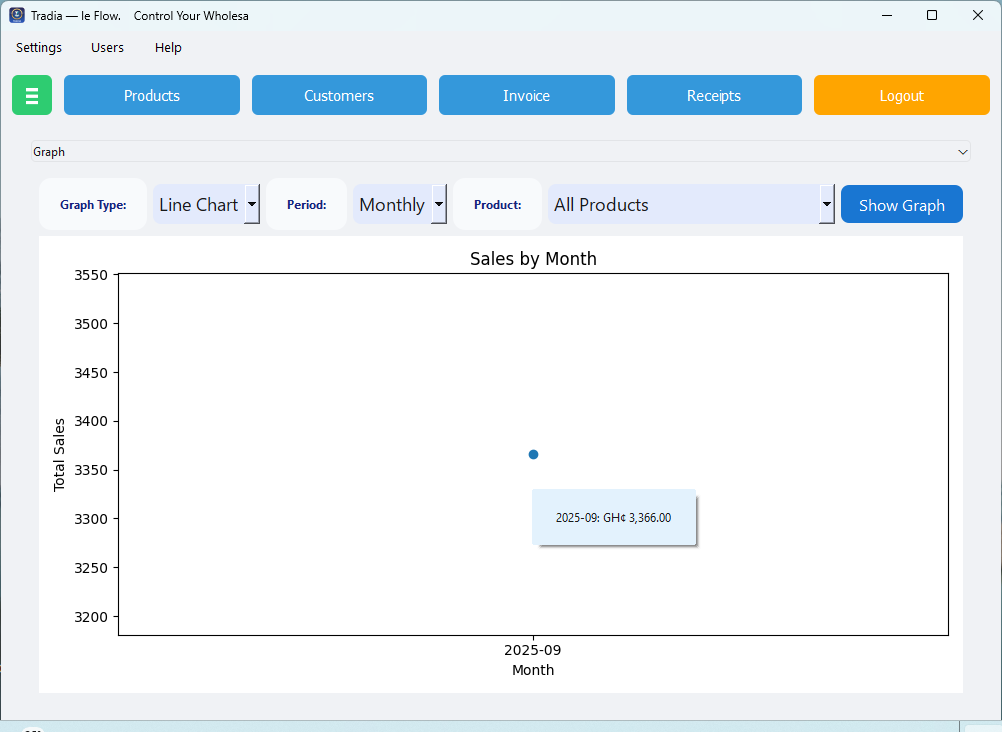 Tradia — le Flow.    Control Your Wholesa
Settings Users Help
Products Customers Invoice Receipts Logout
Graph
Graph Type: Line Chart Period: Monthly Product: All Products Show Graph
Sales by Month
3550
3500
3450
3400
3350
3300
3250
3200
Total Sales
2025-09: GH¢ 3,366.00
2025-09
Month